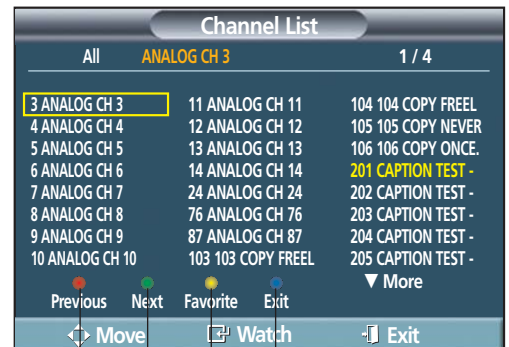 Channel List
All ANALOG CH 3 1 / 4
3 ANALOG CH 3 11 ANALOG CH 11 104 104 COPY FREEL
4 ANALOG CH 4 12 ANALOG CH 12 105 105 COPY NEVER
5 ANALOG CH 5 13 ANALOG CH 13 106 106 COPY ONCE.
6 ANALOG CH 6 14 ANALOG CH 14 201 CAPTION TEST -
7 ANALOG CH 7 24 ANALOG CH 24 202 CAPTION TEST -
8 ANALOG CH 8 76 ANALOG CH 76 203 CAPTION TEST -
9 ANALOG CH 9 87 ANALOG CH 87 204 CAPTION TEST -
10 ANALOG CH 10 103 103 COPY FREEL 205 CAPTION TEST -
▼ More
Previous Next Favorite Exit
Move Watch Exit